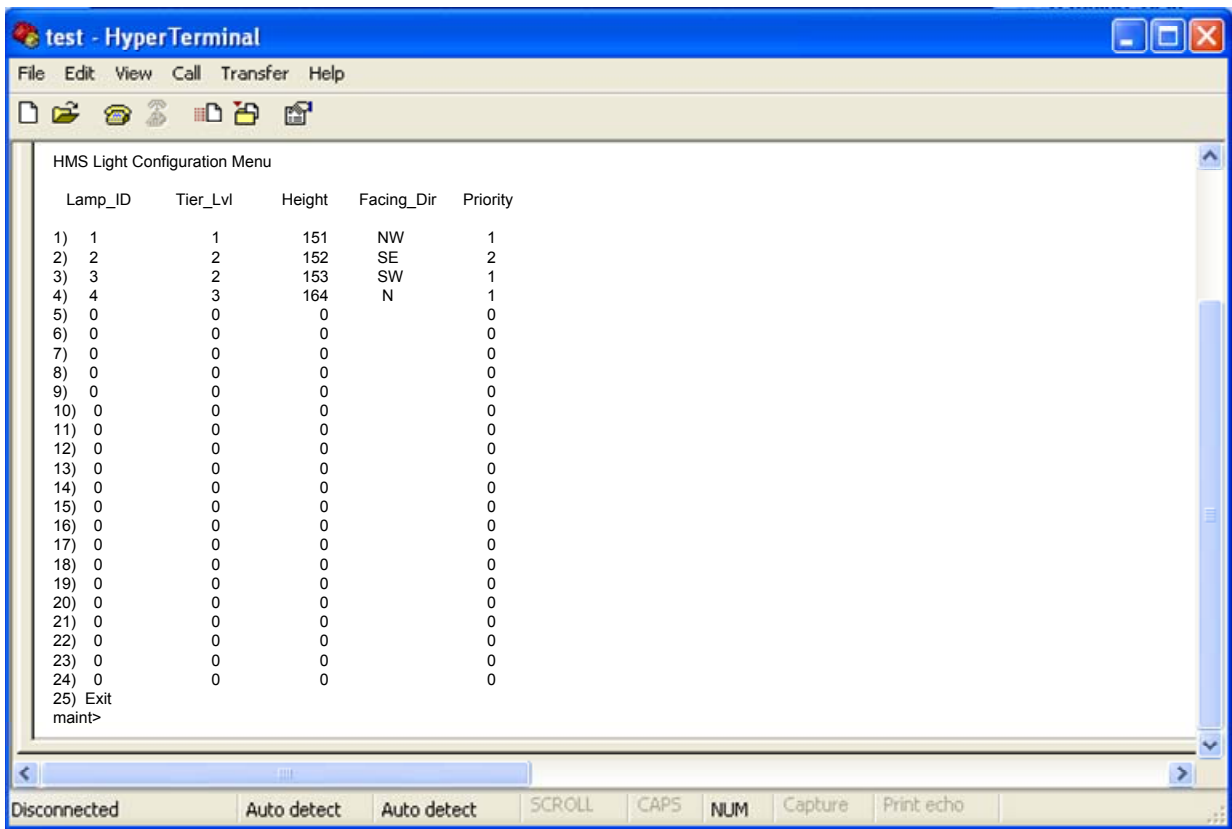 test - HyperTerminal
File Edit View Call Transfer Help
HMS Light Configuration Menu
Lamp_ID Tier_Lvl Height Facing_Dir Priority
1) 1 1 151 NW 1
2) 2 2 152 SE 2
3) 3 2 153 SW 1
4) 4 3 164 N 1
5) 0 0 0 0
6) 0 0 0 0
7) 0 0 0 0
8) 0 0 0 0
9) 0 0 0 0
10) 0 0 0 0
11) 0 0 0 0
12) 0 0 0 0
13) 0 0 0 0
14) 0 0 0 0
15) 0 0 0 0
16) 0 0 0 0
17) 0 0 0 0
18) 0 0 0 0
19) 0 0 0 0
20) 0 0 0 0
21) 0 0 0 0
22) 0 0 0 0
23) 0 0 0 0
24) 0 0 0 0
25) Exit
maint>
Disconnected Auto detect Auto detect SCROLL CAPS NUM Capture Print echo